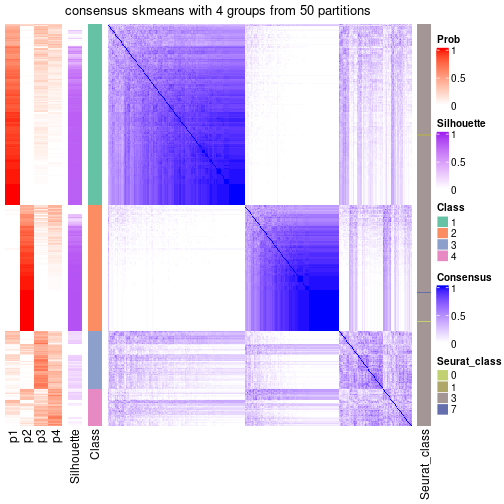 consensus skmeans with 4 groups from 50 partitions
Prob
1
0.5
0
Silhouette
1
0.5
0
Class
1
2
3
4
Consensus
1
0.5
0
Seurat_class
0
1
3
7
p1
p2
p3
p4
Silhouette
Class
Seurat_class